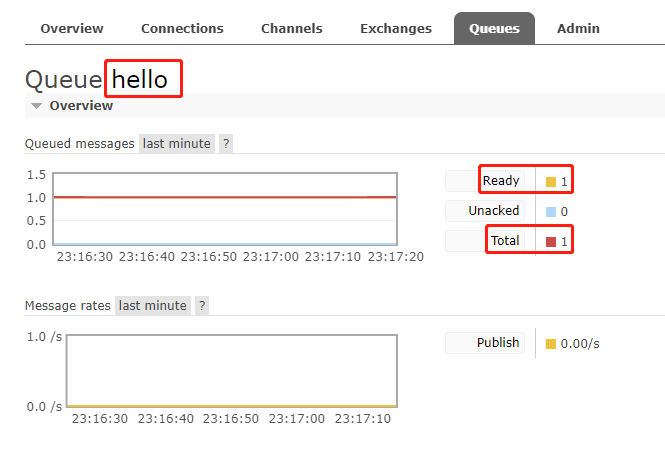 Overview Connections Channels Exchanges Queues Admin
Queue hello
Overview
Queued messages last minute ?
1.5
1.0
0.5
0.0
23:16:30 23:16:40 23:16:50 23:17:00 23:17:10 23:17:20
Ready 1
Unacked 0
Total 1
Message rates last minute ?
1.0 /s
0.0 /s
23:16:30 23:16:40 23:16:50 23:17:00 23:17:10
Publish 0.00/s